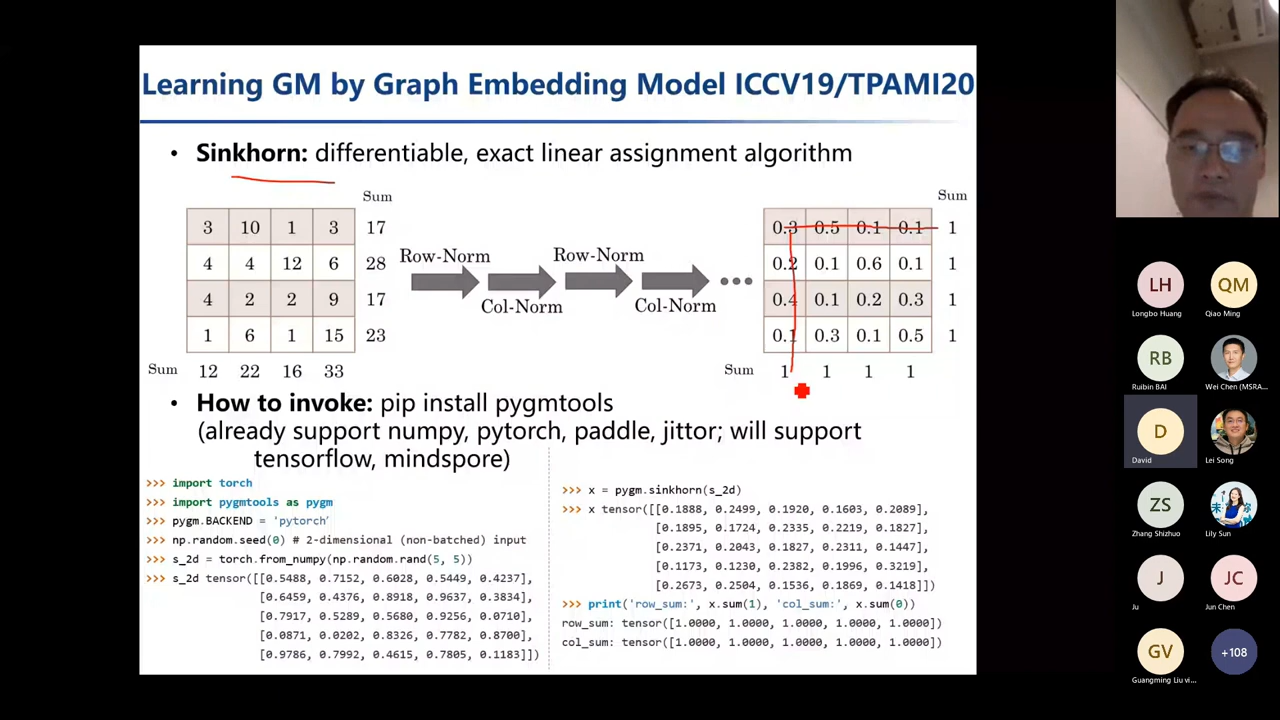 Learning GM by Graph Embedding Model ICCV19/TPAMI20
• Sinkhorn: differentiable, exact linear assignment algorithm
Sum
3 10 1 3 17
4 4 12 6 28
4 2 2 9 17
1 6 1 15 23
Sum 12 22 16 33
Row-Norm
Col-Norm
Row-Norm
Col-Norm
Sum
0.3 0.5 0.1 0.1 1
0.2 0.1 0.6 0.1 1
0.4 0.1 0.2 0.3 1
0.1 0.3 0.1 0.5 1
Sum 1 1 1 1
• How to invoke: pip install pygmtools
(already support numpy, pytorch, paddle, jittor; will support
tensorflow, mindspore)
>>> import torch
>>> import pygmtools as pygm
>>> pygm.BACKEND = 'pytorch'
>>> np.random.seed(0) # 2-dimensional (non-batched) input
>>> s_2d = torch.from_numpy(np.random.rand(5, 5))
>>> s_2d tensor([[0.5488, 0.7152, 0.6028, 0.5449, 0.4237],
[0.6459, 0.4376, 0.8918, 0.9637, 0.3834],
[0.7917, 0.5289, 0.5680, 0.9256, 0.0710],
[0.0871, 0.0202, 0.8326, 0.7782, 0.8700],
[0.9786, 0.7992, 0.4615, 0.7805, 0.1183]])
>>> x = pygm.sinkhorn(s_2d)
>>> x tensor([[0.1888, 0.2499, 0.1920, 0.1603, 0.2089],
[0.1895, 0.1724, 0.2335, 0.2219, 0.1827],
[0.2371, 0.2043, 0.1827, 0.2311, 0.1447],
[0.1173, 0.1230, 0.2382, 0.1996, 0.3219],
[0.2673, 0.2504, 0.1536, 0.1869, 0.1418]])
>>> print('row_sum:', x.sum(1), 'col_sum:', x.sum(0))
row_sum: tensor([1.0000, 1.0000, 1.0000, 1.0000, 1.0000])
col_sum: tensor([1.0000, 1.0000, 1.0000, 1.0000, 1.0000])
LH QM
Longbo Huang Qiao Ming
RB
Ruibin BAI Wei Chen (MSRA...
D
David Lei Song
ZS
Zhang Shizhuo Lily Sun
J JC
Ju Jun Chen
GV +108
Guangming Liu vi...